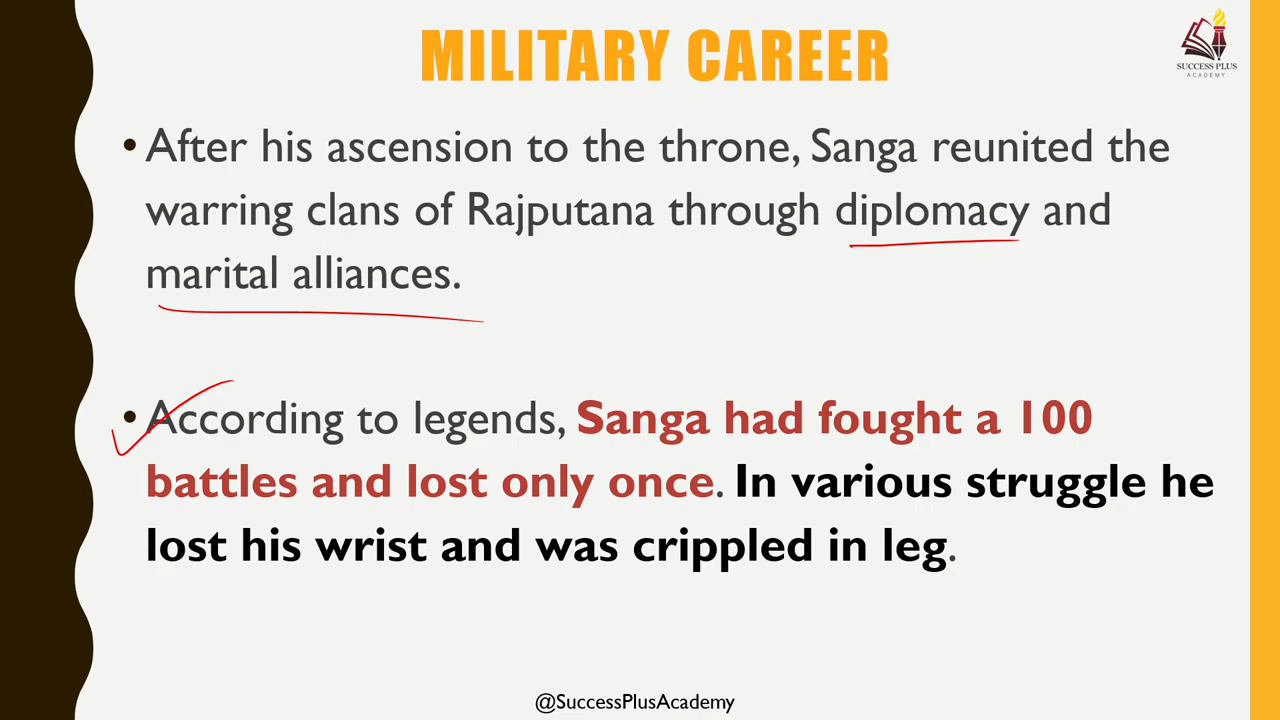 MILITARY CAREER
SUCCESS PLUS
ACADEMY
• After his ascension to the throne, Sanga reunited the
warring clans of Rajputana through diplomacy and
marital alliances.
• According to legends, Sanga had fought a 100
battles and lost only once. In various struggle he
lost his wrist and was crippled in leg.
@SuccessPlusAcademy